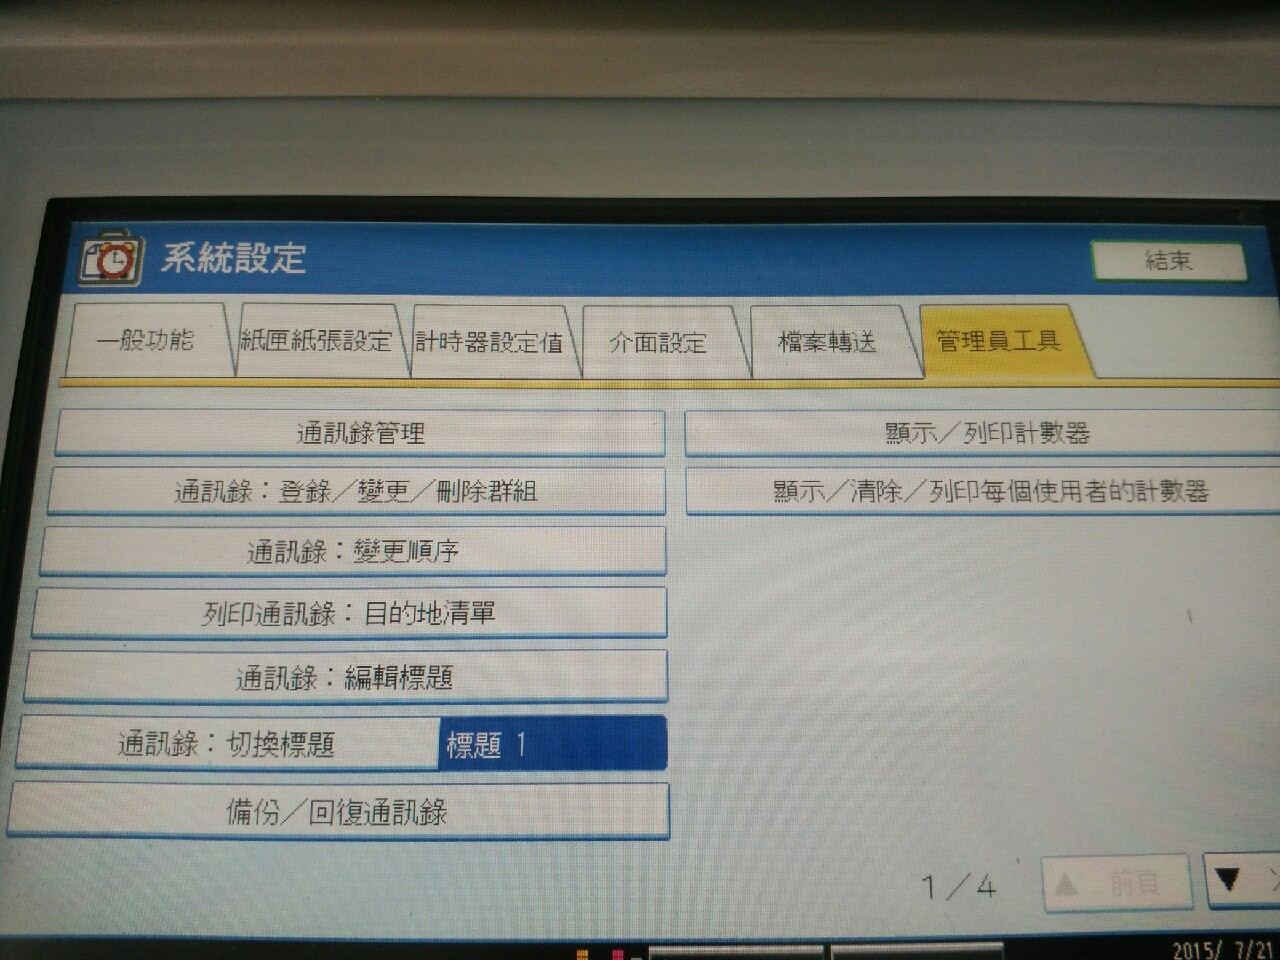 系統設定
結束
一般功能 紙匣紙張設定 計時器設定值 介面設定 檔案轉送 管理員工具
通訊錄管理
顯示／列印計數器
通訊錄：登錄／變更／刪除群組
顯示／清除／列印每個使用者的計數器
通訊錄：變更順序
列印通訊錄：目的地清單
通訊錄：編輯標題
通訊錄：切換標題 標題 1
備份／回復通訊錄
1／4 ▲ 前頁 ▼
2015/ 7/21